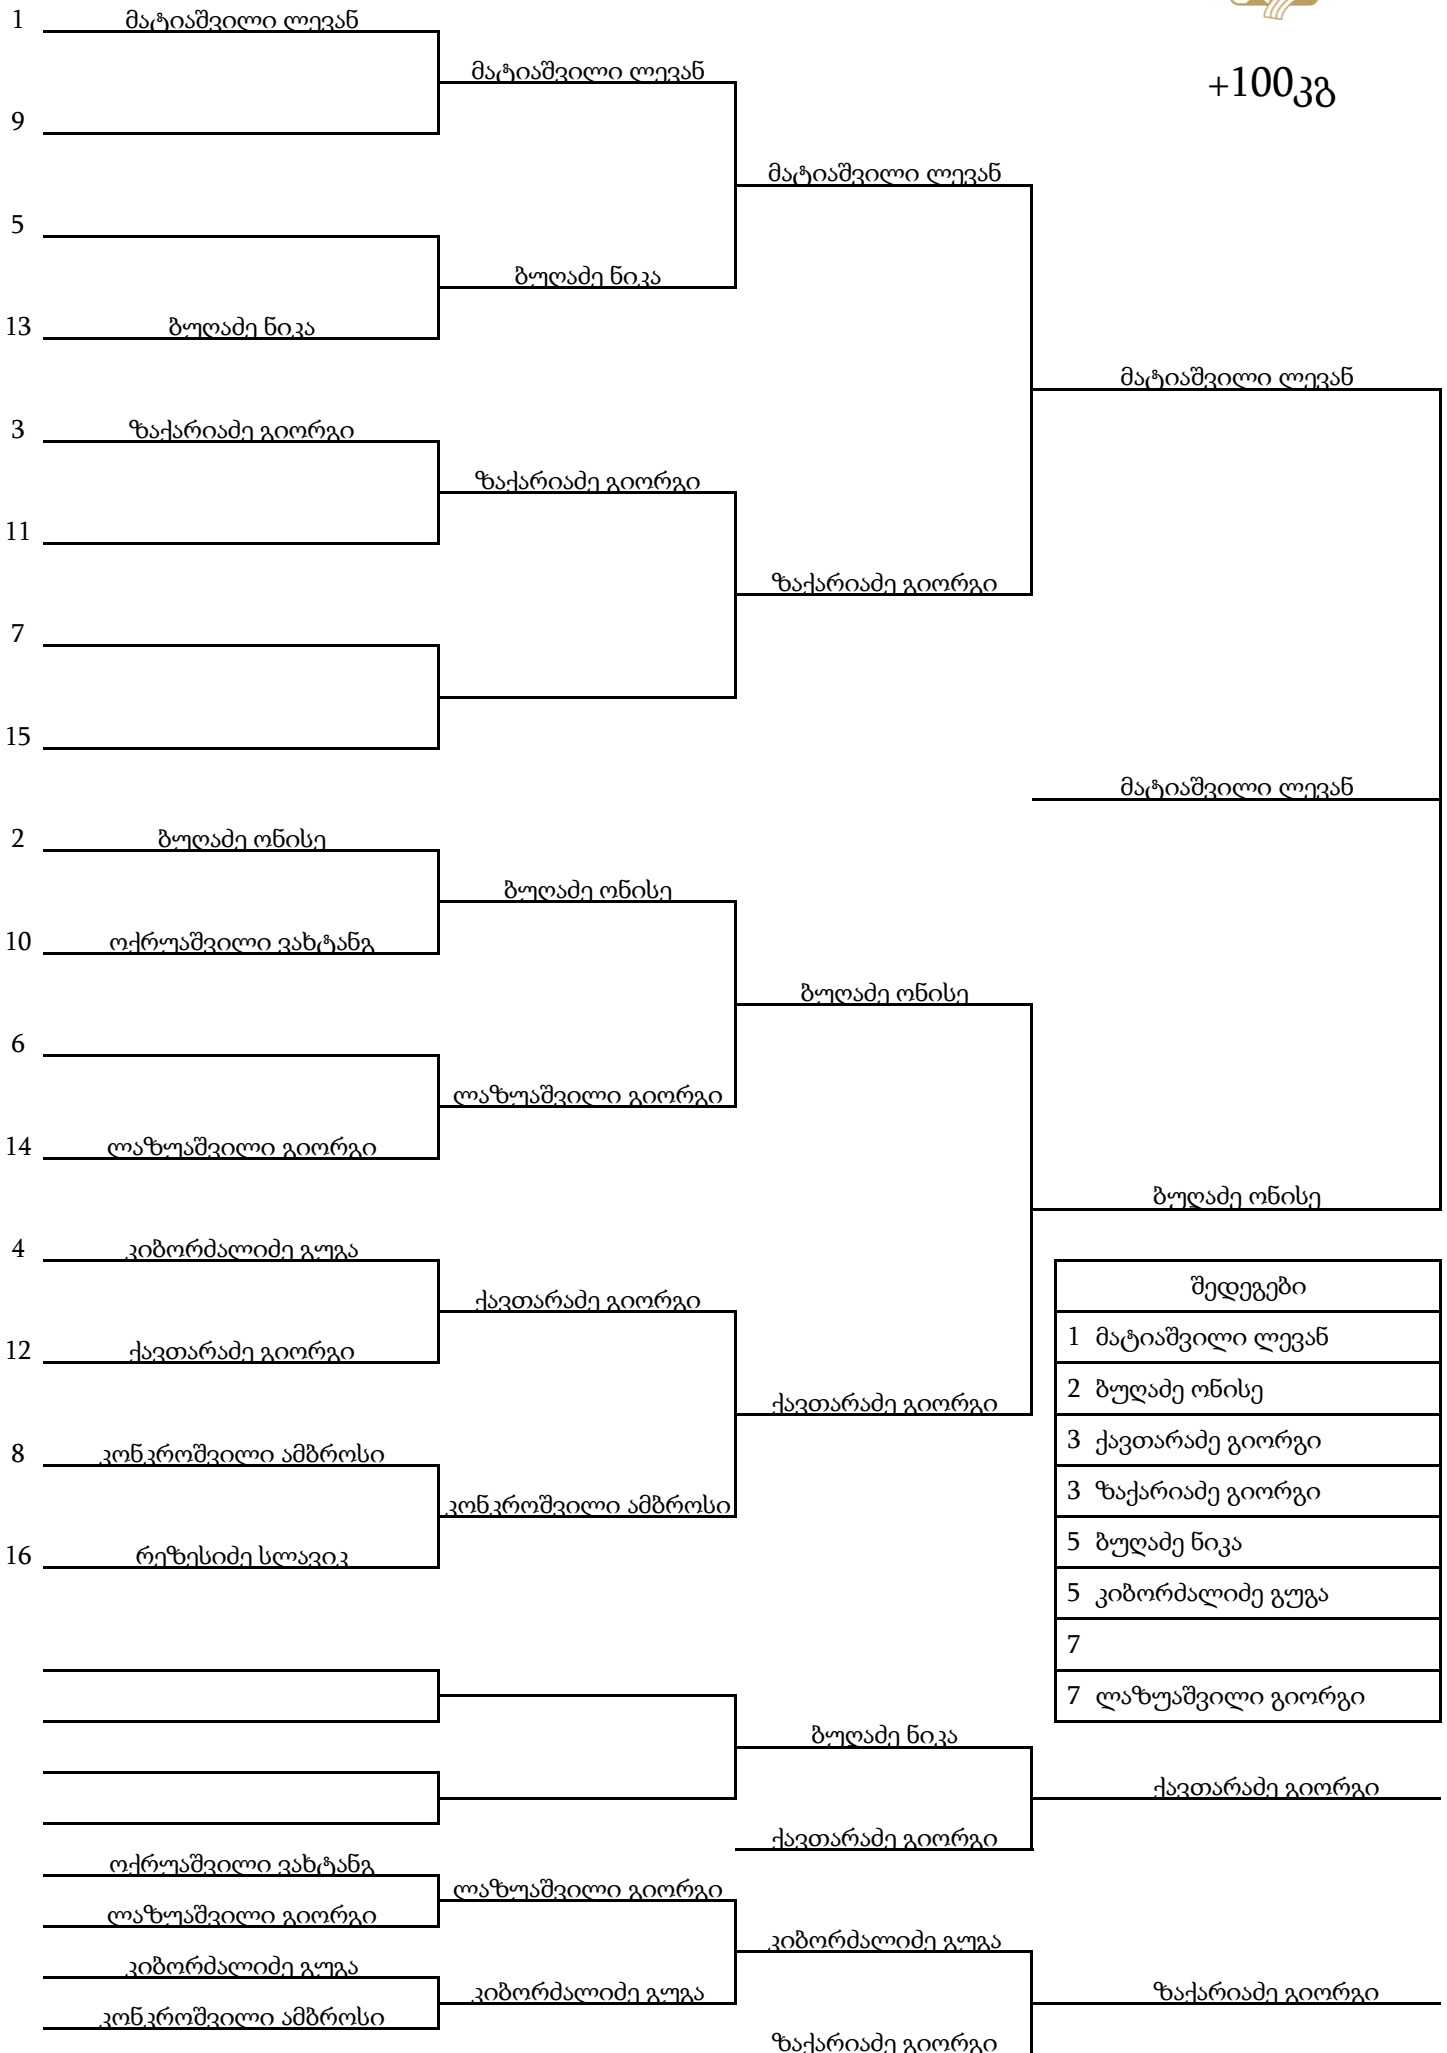 1 მატიაშვილი ლევან
მატიაშვილი ლევან
+100კგ
9
მატიაშვილი ლევან
5
ბუღაძე ნიკა
13 ბუღაძე ნიკა
მატიაშვილი ლევან
3 ზაქარიაძე გიორგი
ზაქარიაძე გიორგი
11
ზაქარიაძე გიორგი
7
15
მატიაშვილი ლევან
2 ბუღაძე ონისე
ბუღაძე ონისე
10 ოქრუაშვილი ვახტანგ
ბუღაძე ონისე
6
ლაზუაშვილი გიორგი
14 ლაზუაშვილი გიორგი
ბუღაძე ონისე
4 კიბორძალიძე გუგა
შედეგები
ქავთარაძე გიორგი
1 მატიაშვილი ლევან
12 ქავთარაძე გიორგი
2 ბუღაძე ონისე
ქავთარაძე გიორგი
3 ქავთარაძე გიორგი
8 კონკროშვილი ამბროსი
3 ზაქარიაძე გიორგი
კონკროშვილი ამბროსი
5 ბუღაძე ნიკა
16 რეზესიძე სლავიკ
5 კიბორძალიძე გუგა
7
7 ლაზუაშვილი გიორგი
ბუღაძე ნიკა
ქავთარაძე გიორგი
ქავთარაძე გიორგი
ოქრუაშვილი ვახტანგ
ლაზუაშვილი გიორგი
ლაზუაშვილი გიორგი
კიბორძალიძე გუგა
კიბორძალიძე გუგა
კიბორძალიძე გუგა
ზაქარიაძე გიორგი
კონკროშვილი ამბროსი
ზაქარიაძე გიორგი